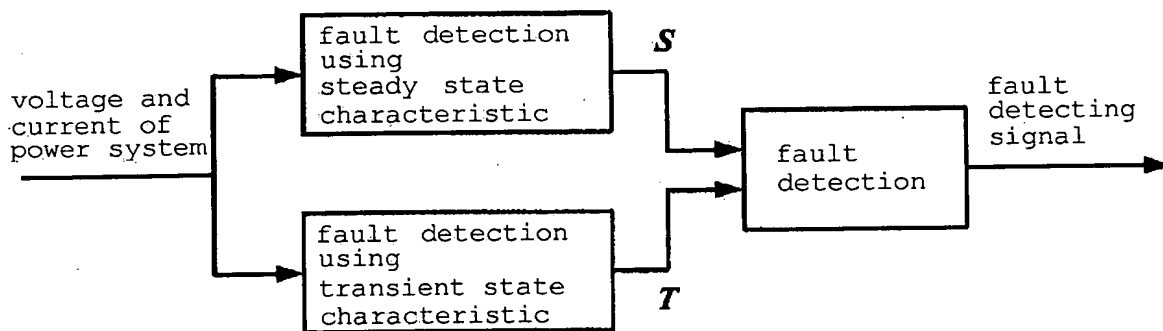 voltage and
current of
power system
fault detection
using
steady state
characteristic
S
fault detection
using
transient state
characteristic
T
fault
detection
fault
detecting
signal